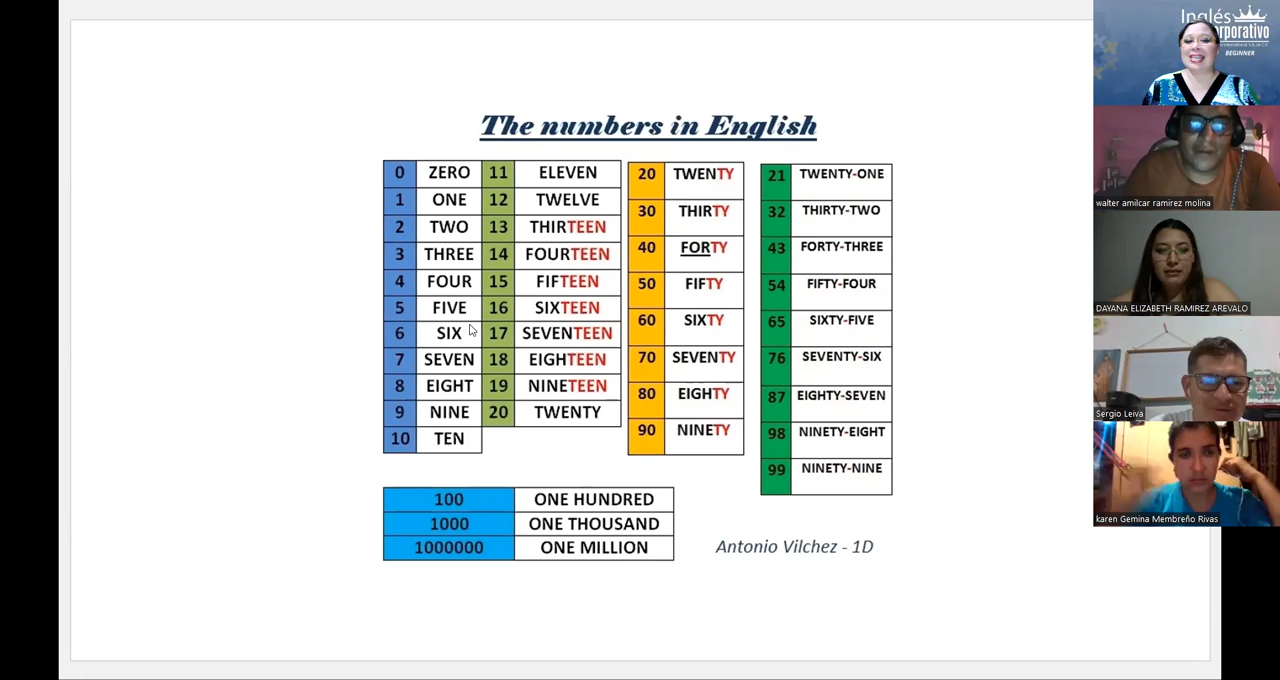 The numbers in English
0 ZERO 11 ELEVEN
1 ONE 12 TWELVE
2 TWO 13 THIRTEEN
3 THREE 14 FOURTEEN
4 FOUR 15 FIFTEEN
5 FIVE 16 SIXTEEN
6 SIX 17 SEVENTEEN
7 SEVEN 18 EIGHTEEN
8 EIGHT 19 NINETEEN
9 NINE 20 TWENTY
10 TEN
20 TWENTY
30 THIRTY
40 FORTY
50 FIFTY
60 SIXTY
70 SEVENTY
80 EIGHTY
90 NINETY
21 TWENTY-ONE
32 THIRTY-TWO
43 FORTY-THREE
54 FIFTY-FOUR
65 SIXTY-FIVE
76 SEVENTY-SIX
87 EIGHTY-SEVEN
98 NINETY-EIGHT
99 NINETY-NINE
100 ONE HUNDRED
1000 ONE THOUSAND
1000000 ONE MILLION
Antonio Vilchez - 1D
Inglés
BEGINNER
walter amilcar ramirez molina
DAYANA ELIZABETH RAMIREZ AREVALO
Sergio Leiva
karen Gemina Membreño Rivas